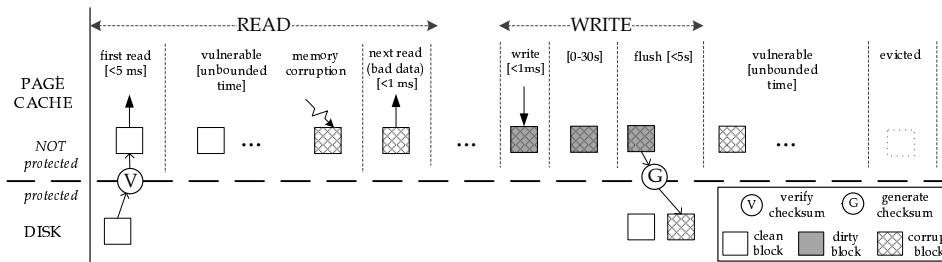 READ
WRITE
first read
[<5 ms]
vulnerable
[unbounded
time]
memory
corruption
next read
(bad data)
[<1 ms]
write
[<1ms]
[0-30s]
flush [<5s]
vulnerable
[unbounded
time]
evicted
PAGE
CACHE
...
...
...
NOT
protected
protected
V
G
DISK
V
verify
checksum
G
generate
checksum
clean
block
dirty
block
corrup
block